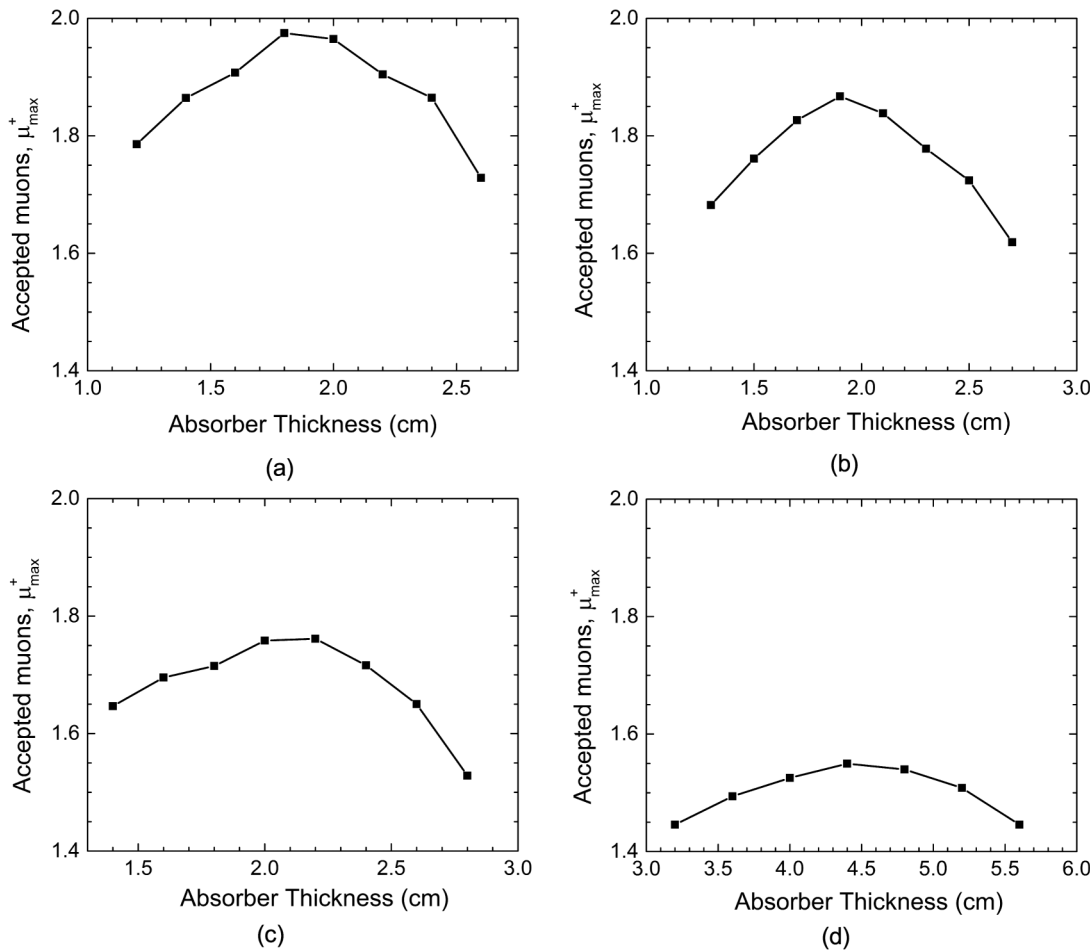 2.0
1.8
1.6
1.4
Accepted muons, μ⁺max
1.0 1.5 2.0 2.5
Absorber Thickness (cm)
(a)
2.0
1.8
1.6
1.4
Accepted muons, μ⁺max
1.0 1.5 2.0 2.5 3.0
Absorber Thickness (cm)
(b)
2.0
1.8
1.6
1.4
Accepted muons, μ⁺max
1.5 2.0 2.5 3.0
Absorber Thickness (cm)
(c)
2.0
1.8
1.6
1.4
Accepted muons, μ⁺max
3.0 3.5 4.0 4.5 5.0 5.5 6.0
Absorber Thickness (cm)
(d)